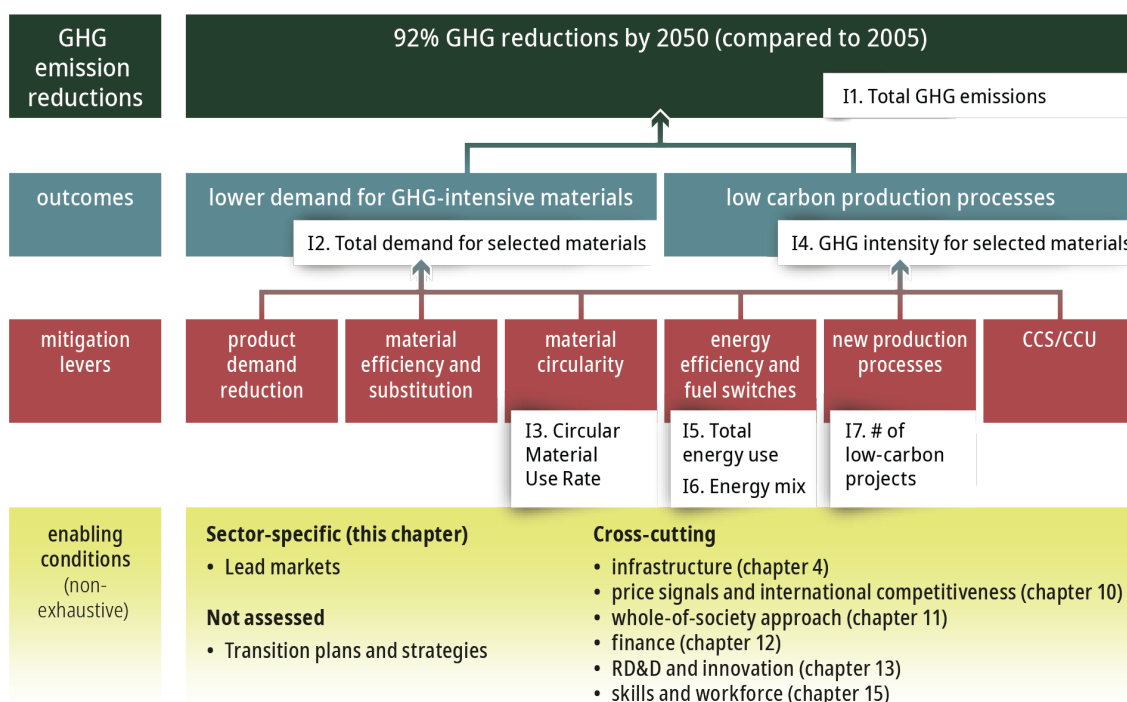 GHG
emission
reductions
92% GHG reductions by 2050 (compared to 2005)
I1. Total GHG emissions
outcomes
lower demand for GHG-intensive materials
low carbon production processes
I2. Total demand for selected materials
I4. GHG intensity for selected materials
mitigation
levers
product
demand
reduction
material
efficiency and
substitution
material
circularity
energy
efficiency and
fuel switches
new production
processes
CCS/CCU
I3. Circular
Material
Use Rate
I5. Total
energy use
I6. Energy mix
I7. # of
low-carbon
projects
enabling
conditions
(non-
exhaustive)
Sector-specific (this chapter)
• Lead markets
Not assessed
• Transition plans and strategies
Cross-cutting
• infrastructure (chapter 4)
• price signals and international competitiveness (chapter 10)
• whole-of-society approach (chapter 11)
• finance (chapter 12)
• RD&D and innovation (chapter 13)
• skills and workforce (chapter 15)